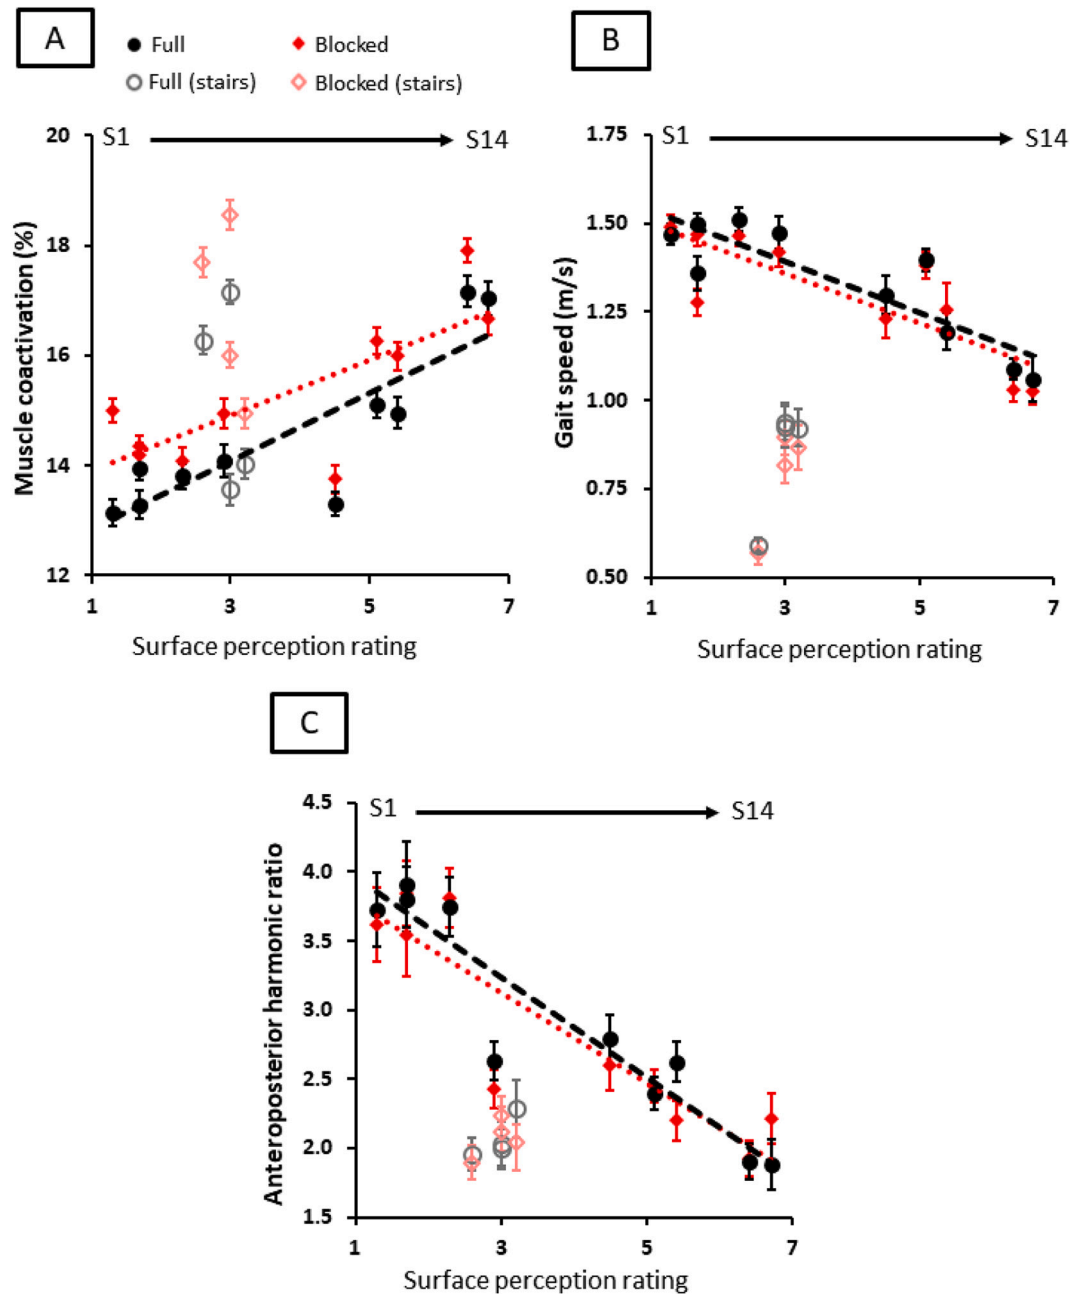 A
Full
Blocked
Full (stairs)
Blocked (stairs)
S1
S14
Muscle coactivation (%)
20
18
16
14
12
1
3
5
7
Surface perception rating
B
S1
S14
Gait speed (m/s)
1.75
1.50
1.25
1.00
0.75
0.50
1
3
5
7
Surface perception rating
C
S1
S14
Anteroposterior harmonic ratio
4.5
4.0
3.5
3.0
2.5
2.0
1.5
1
3
5
7
Surface perception rating